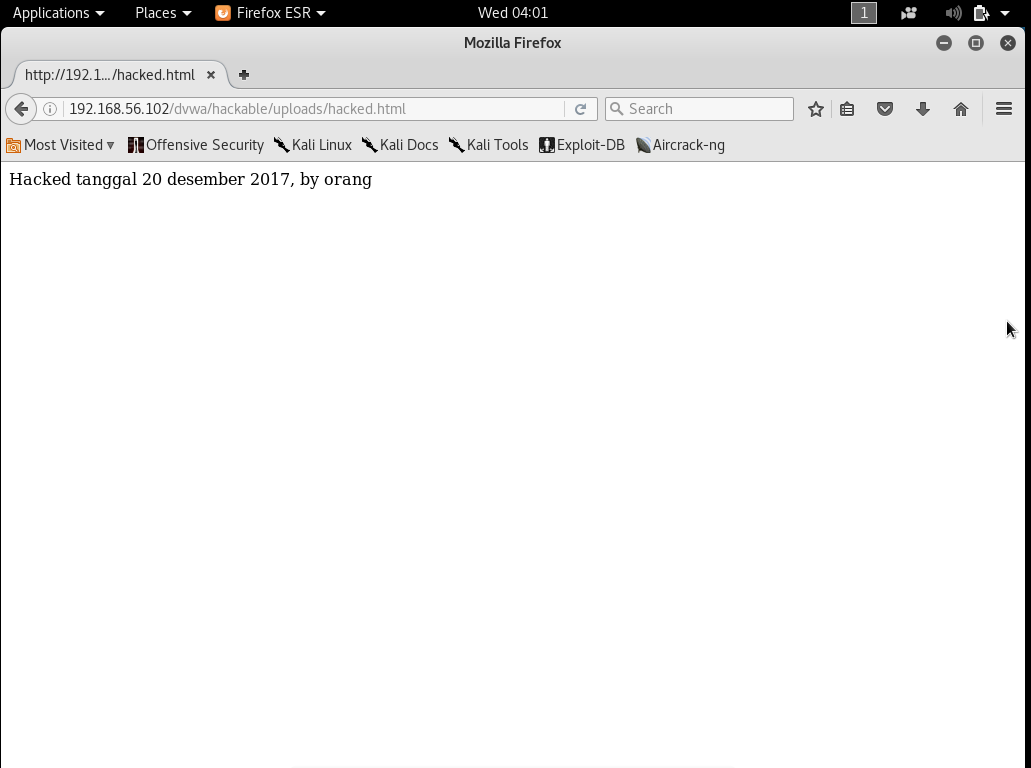 Applications Places Firefox ESR Wed 04:01 1
Mozilla Firefox
http://192.1.../hacked.html
192.168.56.102/dvwa/hackable/uploads/hacked.html Search
Most Visited Offensive Security Kali Linux Kali Docs Kali Tools Exploit-DB Aircrack-ng
Hacked tanggal 20 desember 2017, by orang